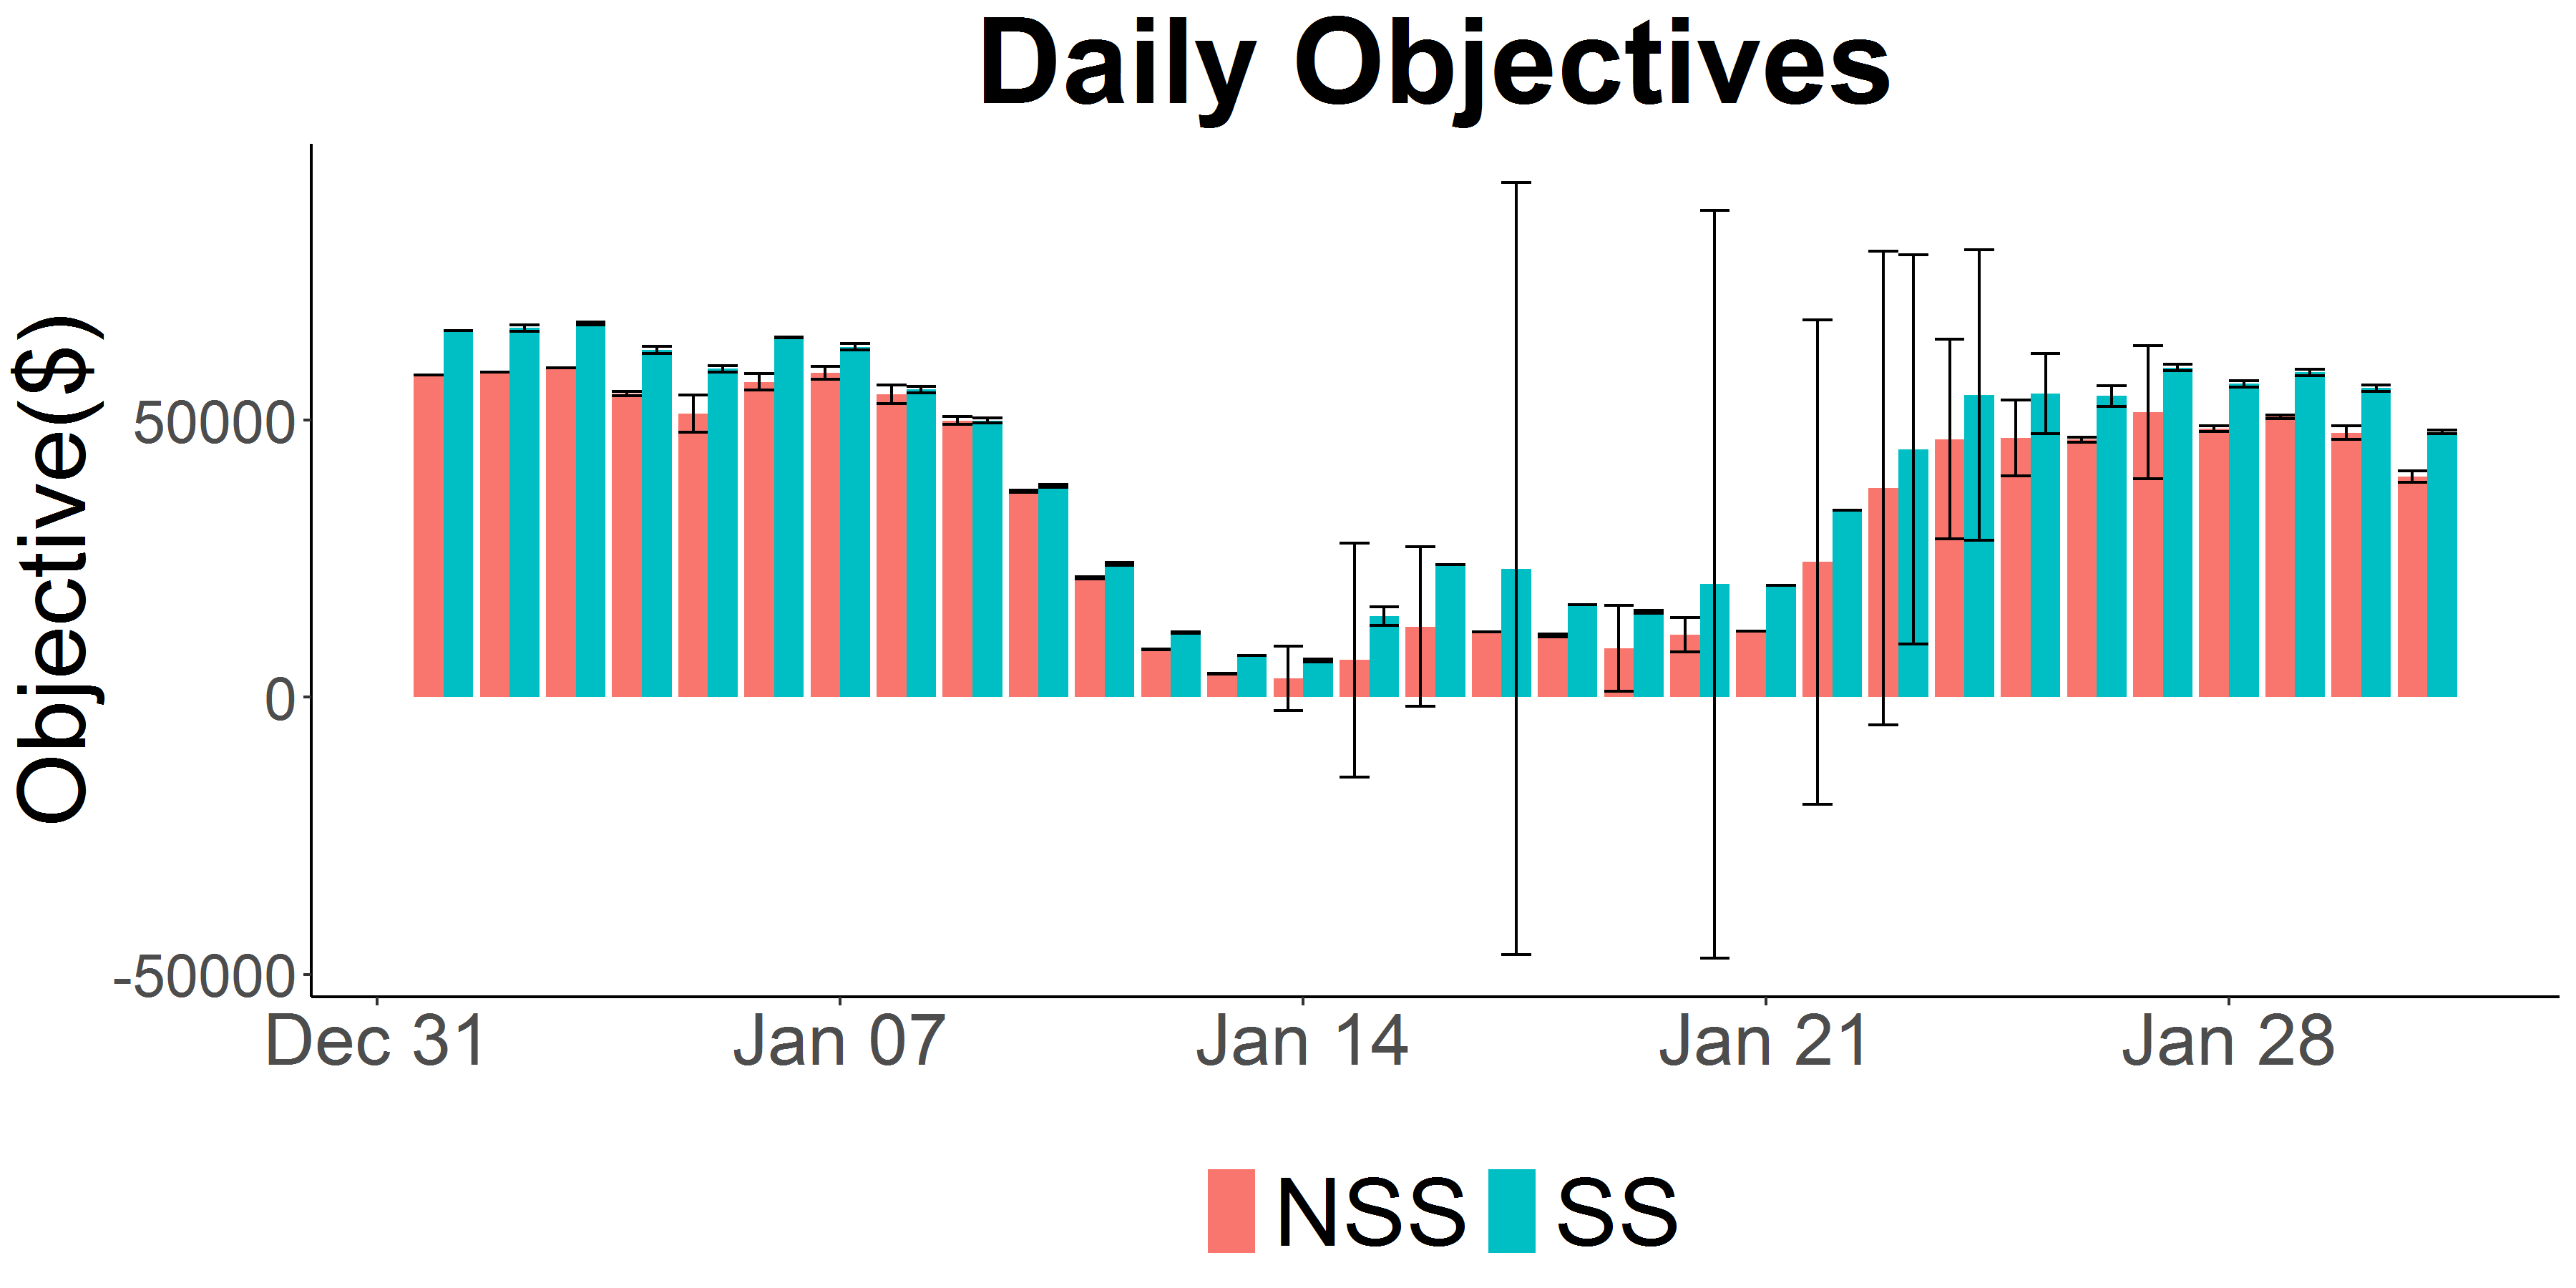 Daily Objectives
Objective($)
50000
0
-50000
Dec 31 Jan 07 Jan 14 Jan 21 Jan 28
NSS SS